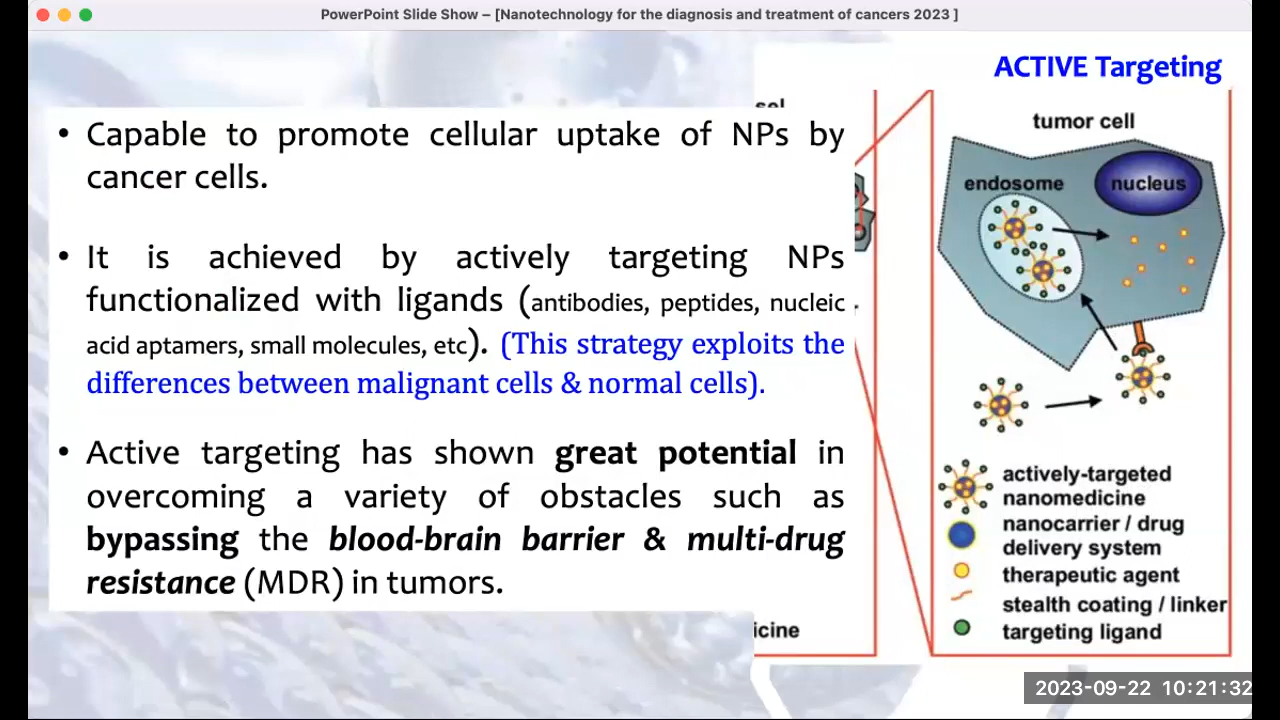 PowerPoint Slide Show – [Nanotechnology for the diagnosis and treatment of cancers 2023 ]
ACTIVE Targeting
• Capable to promote cellular uptake of NPs by
cancer cells.
• It is achieved by actively targeting NPs
functionalized with ligands (antibodies, peptides, nucleic
acid aptamers, small molecules, etc). (This strategy exploits the
differences between malignant cells & normal cells).
• Active targeting has shown great potential in
overcoming a variety of obstacles such as
bypassing the blood-brain barrier & multi-drug
resistance (MDR) in tumors.
icine
tumor cell
endosome
nucleus
actively-targeted
nanomedicine
nanocarrier / drug
delivery system
therapeutic agent
stealth coating / linker
targeting ligand
2023-09-22 10:21:32